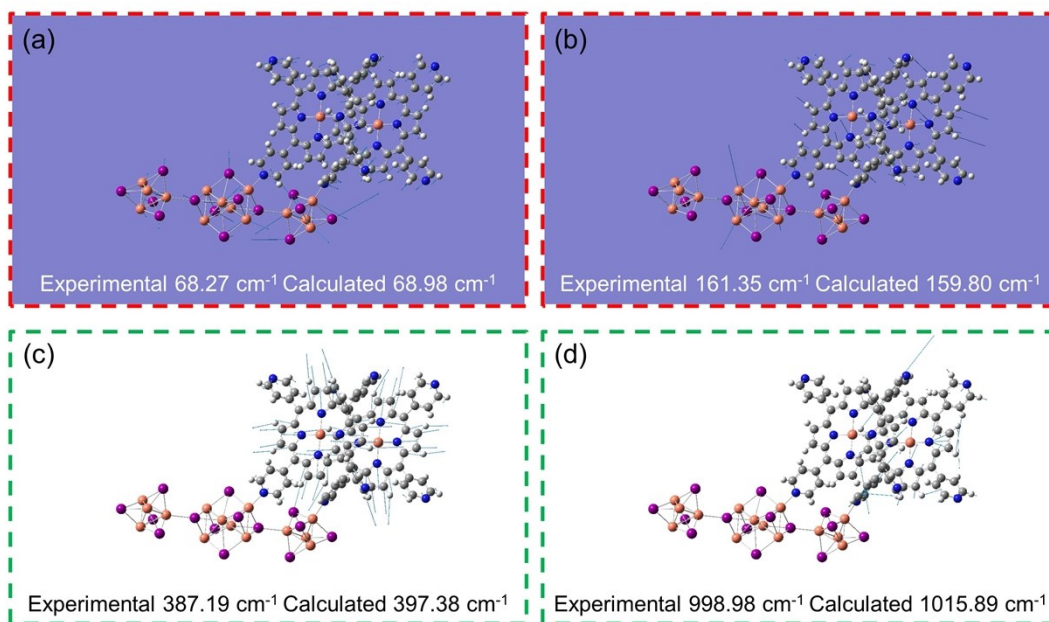 (a)
Experimental 68.27 cm⁻¹ Calculated 68.98 cm⁻¹
(b)
Experimental 161.35 cm⁻¹ Calculated 159.80 cm⁻¹
(c)
Experimental 387.19 cm⁻¹ Calculated 397.38 cm⁻¹
(d)
Experimental 998.98 cm⁻¹ Calculated 1015.89 cm⁻¹